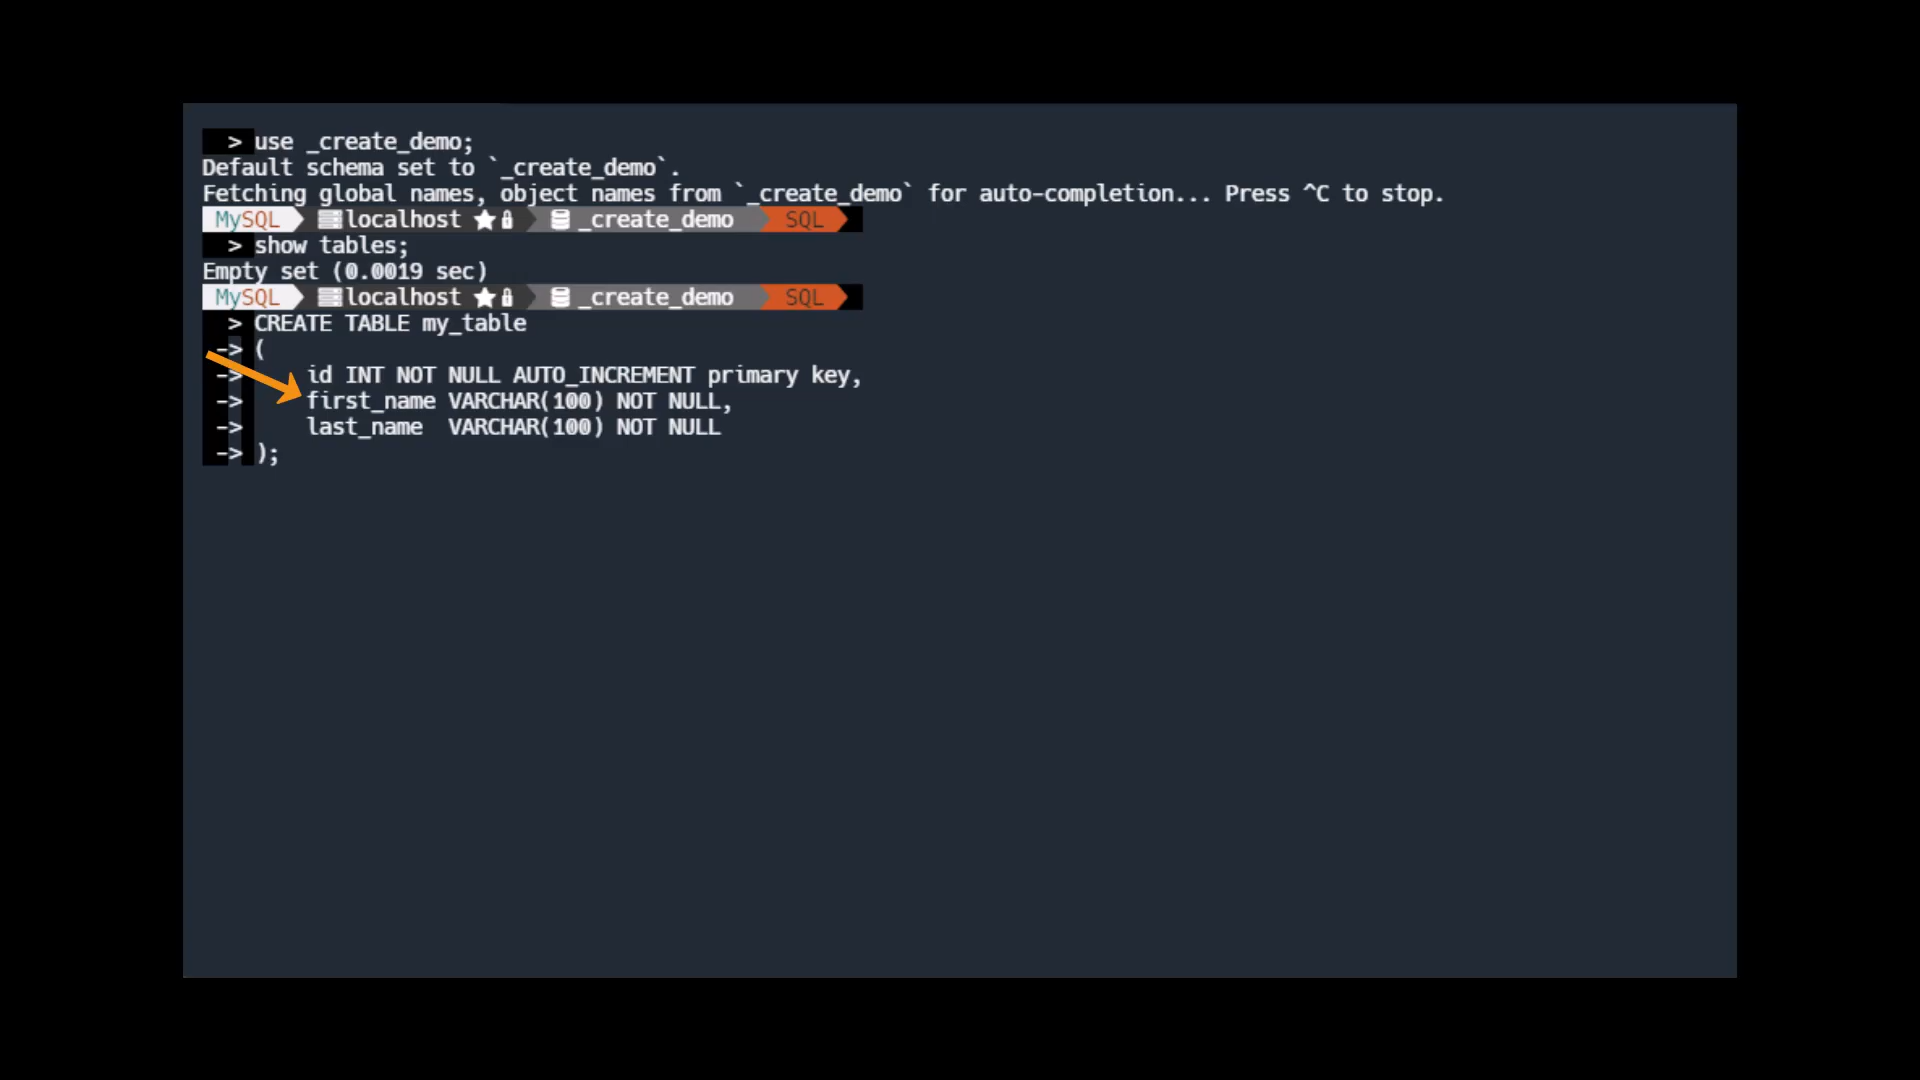 > use _create_demo;
Default schema set to `_create_demo`.
Fetching global names, object names from `_create_demo` for auto-completion... Press ^C to stop.
MySQL localhost _create_demo SQL
> show tables;
Empty set (0.0019 sec)
MySQL localhost _create_demo SQL
> CREATE TABLE my_table
-> (
->     id INT NOT NULL AUTO_INCREMENT primary key,
->     first_name VARCHAR(100) NOT NULL,
->     last_name  VARCHAR(100) NOT NULL
-> );